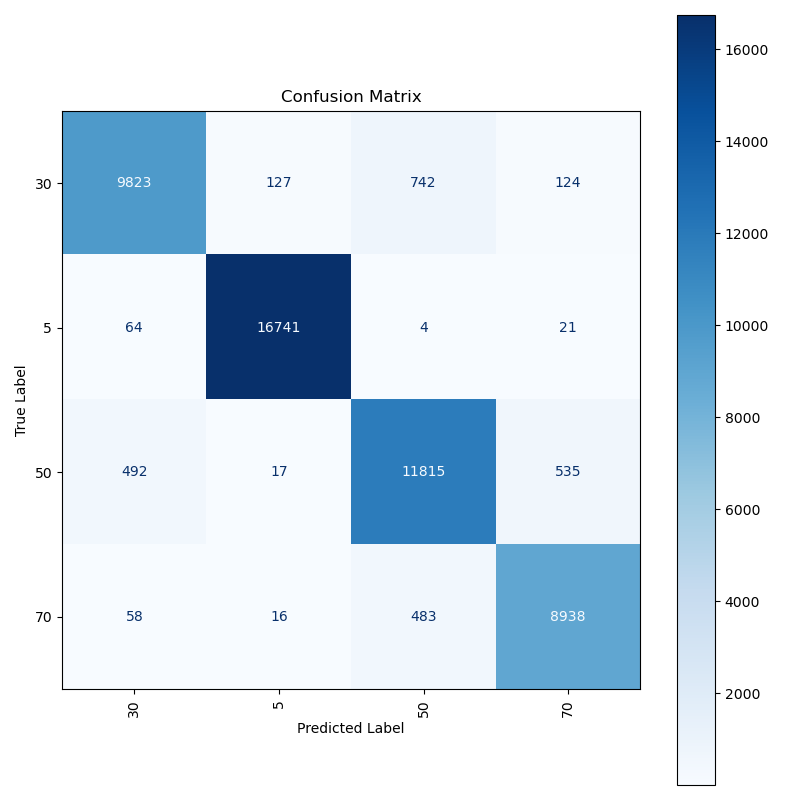 Confusion Matrix
30 9823 127 742 124
5 64 16741 4 21
50 492 17 11815 535
70 58 16 483 8938
30 5 50 70
True Label
Predicted Label
16000
14000
12000
10000
8000
6000
4000
2000